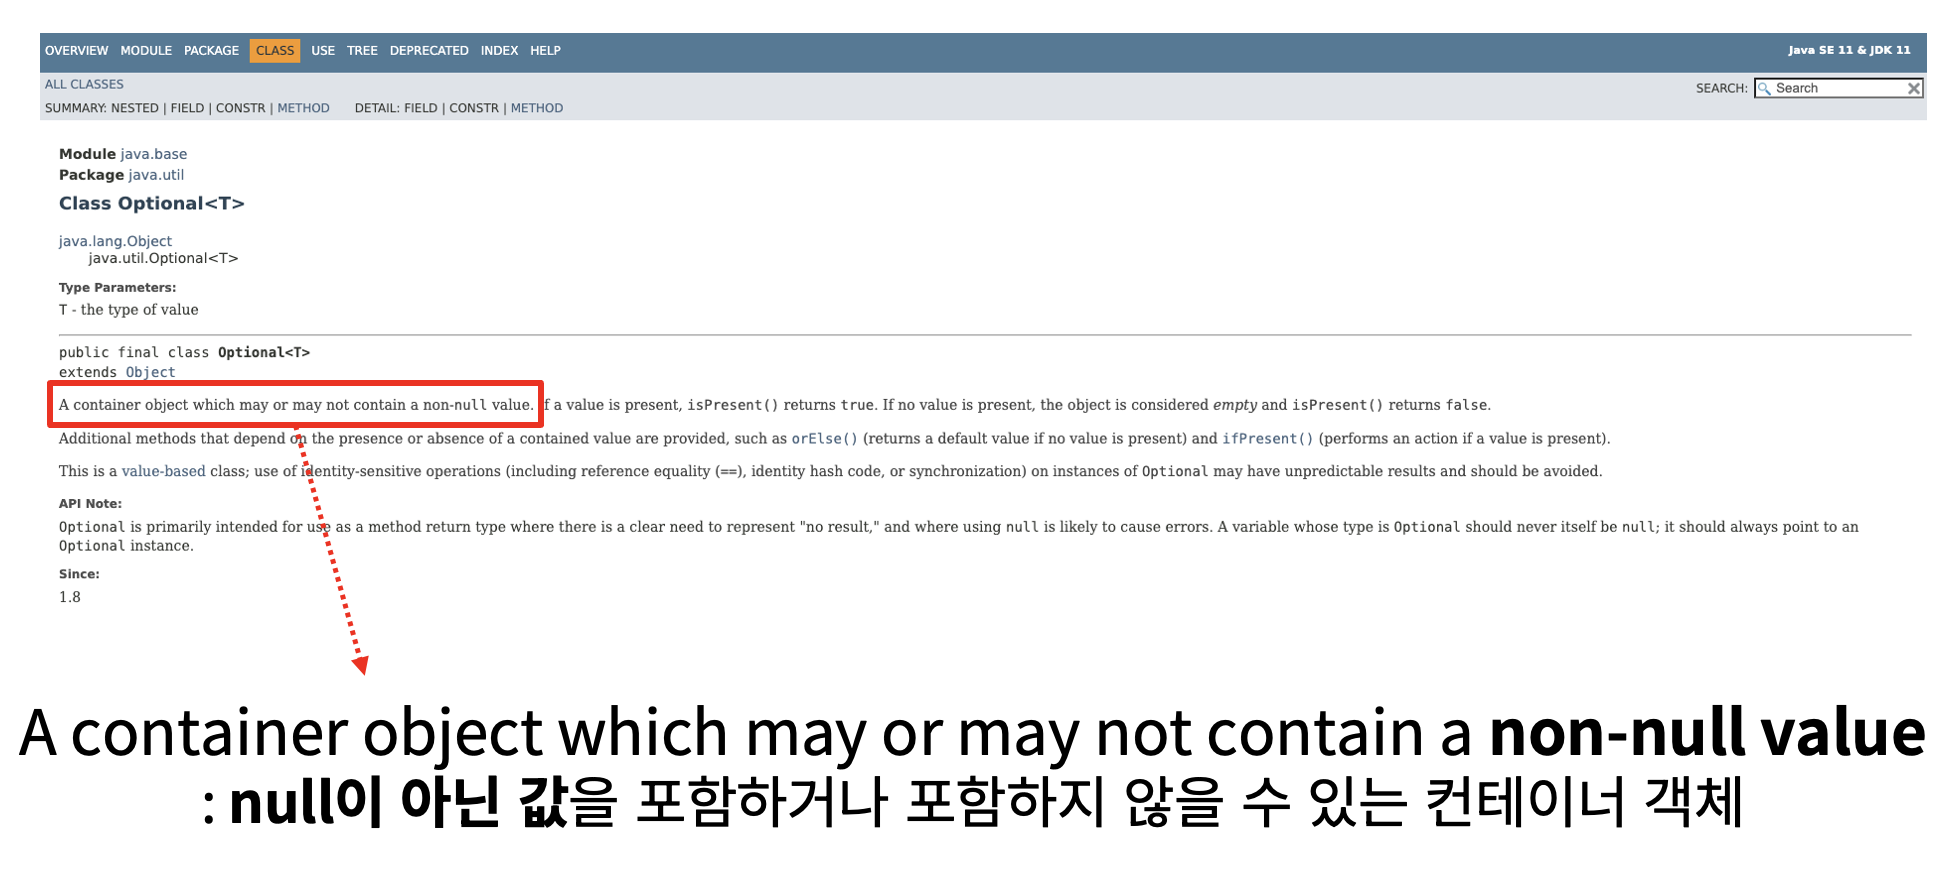 OVERVIEW MODULE PACKAGE CLASS USE TREE DEPRECATED INDEX HELP Java SE 11 & JDK 11
ALL CLASSES SEARCH: Search
SUMMARY: NESTED | FIELD | CONSTR | METHOD DETAIL: FIELD | CONSTR | METHOD
Module java.base
Package java.util
Class Optional<T>
java.lang.Object
java.util.Optional<T>
Type Parameters:
T - the type of value
public final class Optional<T>
extends Object
A container object which may or may not contain a non-null value. If a value is present, isPresent() returns true. If no value is present, the object is considered empty and isPresent() returns false.
Additional methods that depend on the presence or absence of a contained value are provided, such as orElse() (returns a default value if no value is present) and ifPresent() (performs an action if a value is present).
This is a value-based class; use of identity-sensitive operations (including reference equality (==), identity hash code, or synchronization) on instances of Optional may have unpredictable results and should be avoided.
API Note:
Optional is primarily intended for use as a method return type where there is a clear need to represent "no result," and where using null is likely to cause errors. A variable whose type is Optional should never itself be null; it should always point to an
Optional instance.
Since:
1.8
A container object which may or may not contain a non-null value
: null이 아닌 값을 포함하거나 포함하지 않을 수 있는 컨테이너 객체